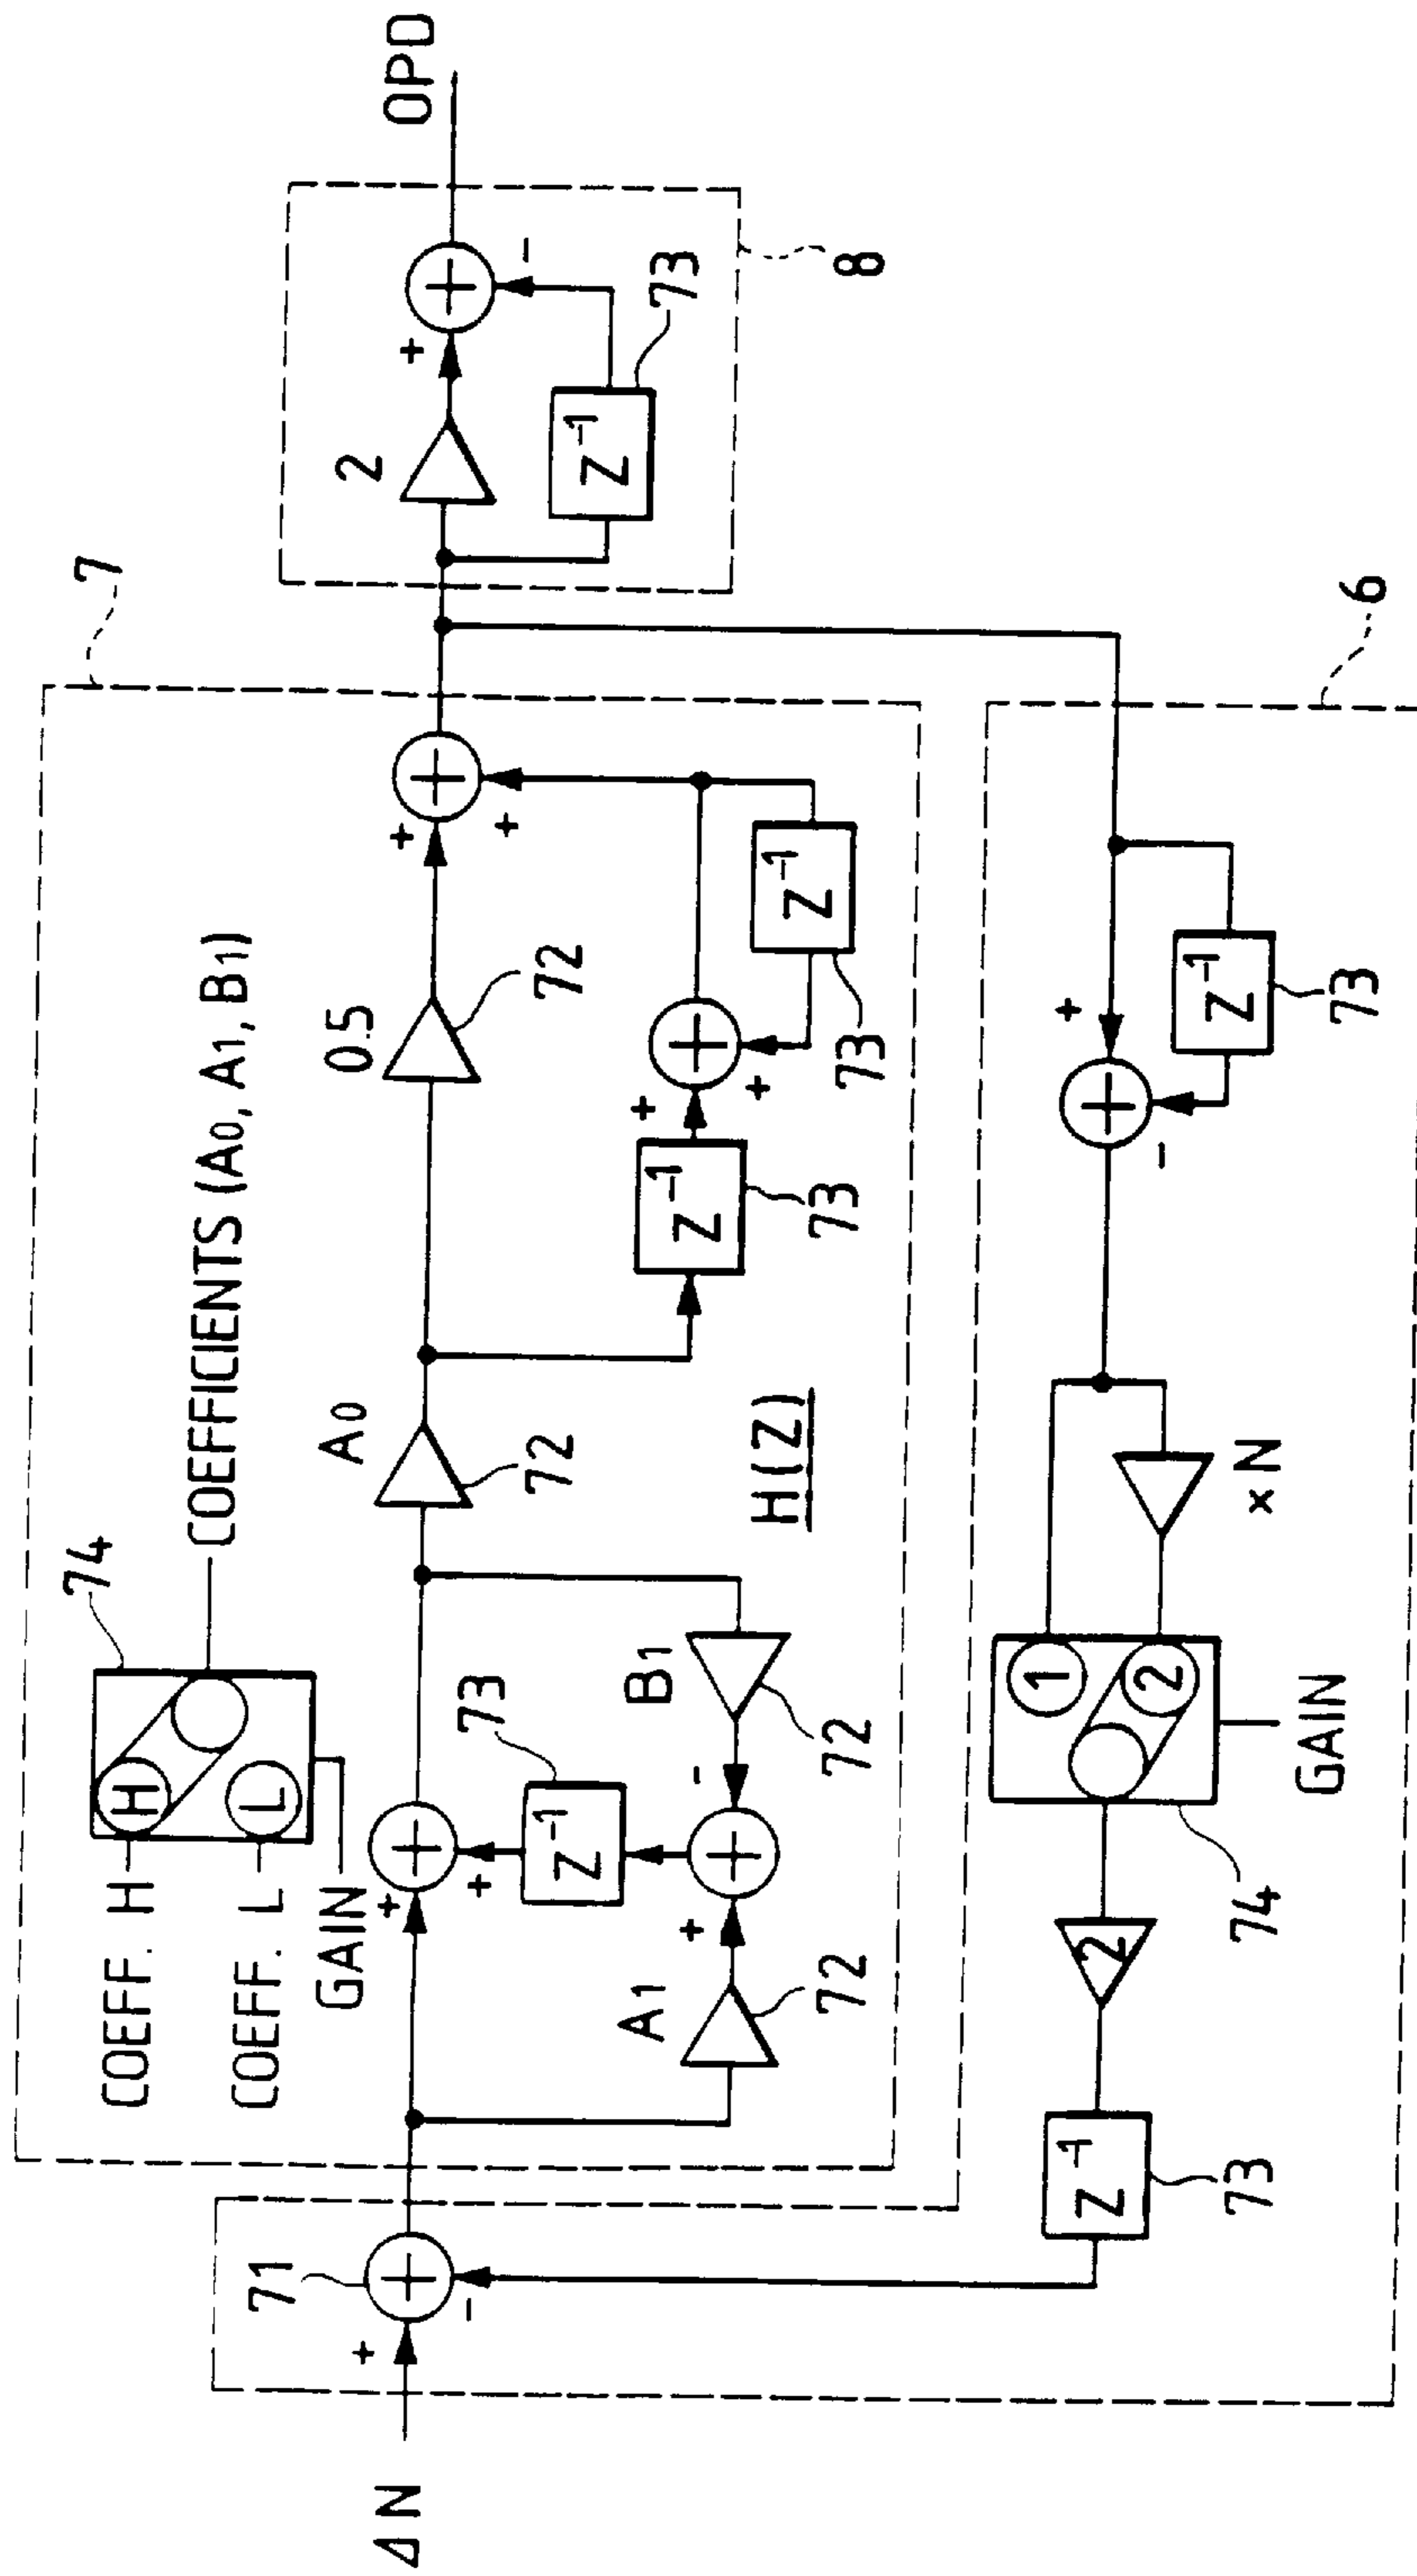 7
74
COEFF. H
H
COEFF. L
L
GAIN
COEFFICIENTS (A0, A1, B1)
ΔN
+
71
-
+
+
73
Z-1
A1
72
+
-
B1
72
A0
72
0.5
72
H(Z)
Z-1
73
+
+
Z-1
73
+
+
2
+
-
Z-1
73
8
OPD
6
+
-
Z-1
73
×N
1
2
74
GAIN
2
Z-1
73